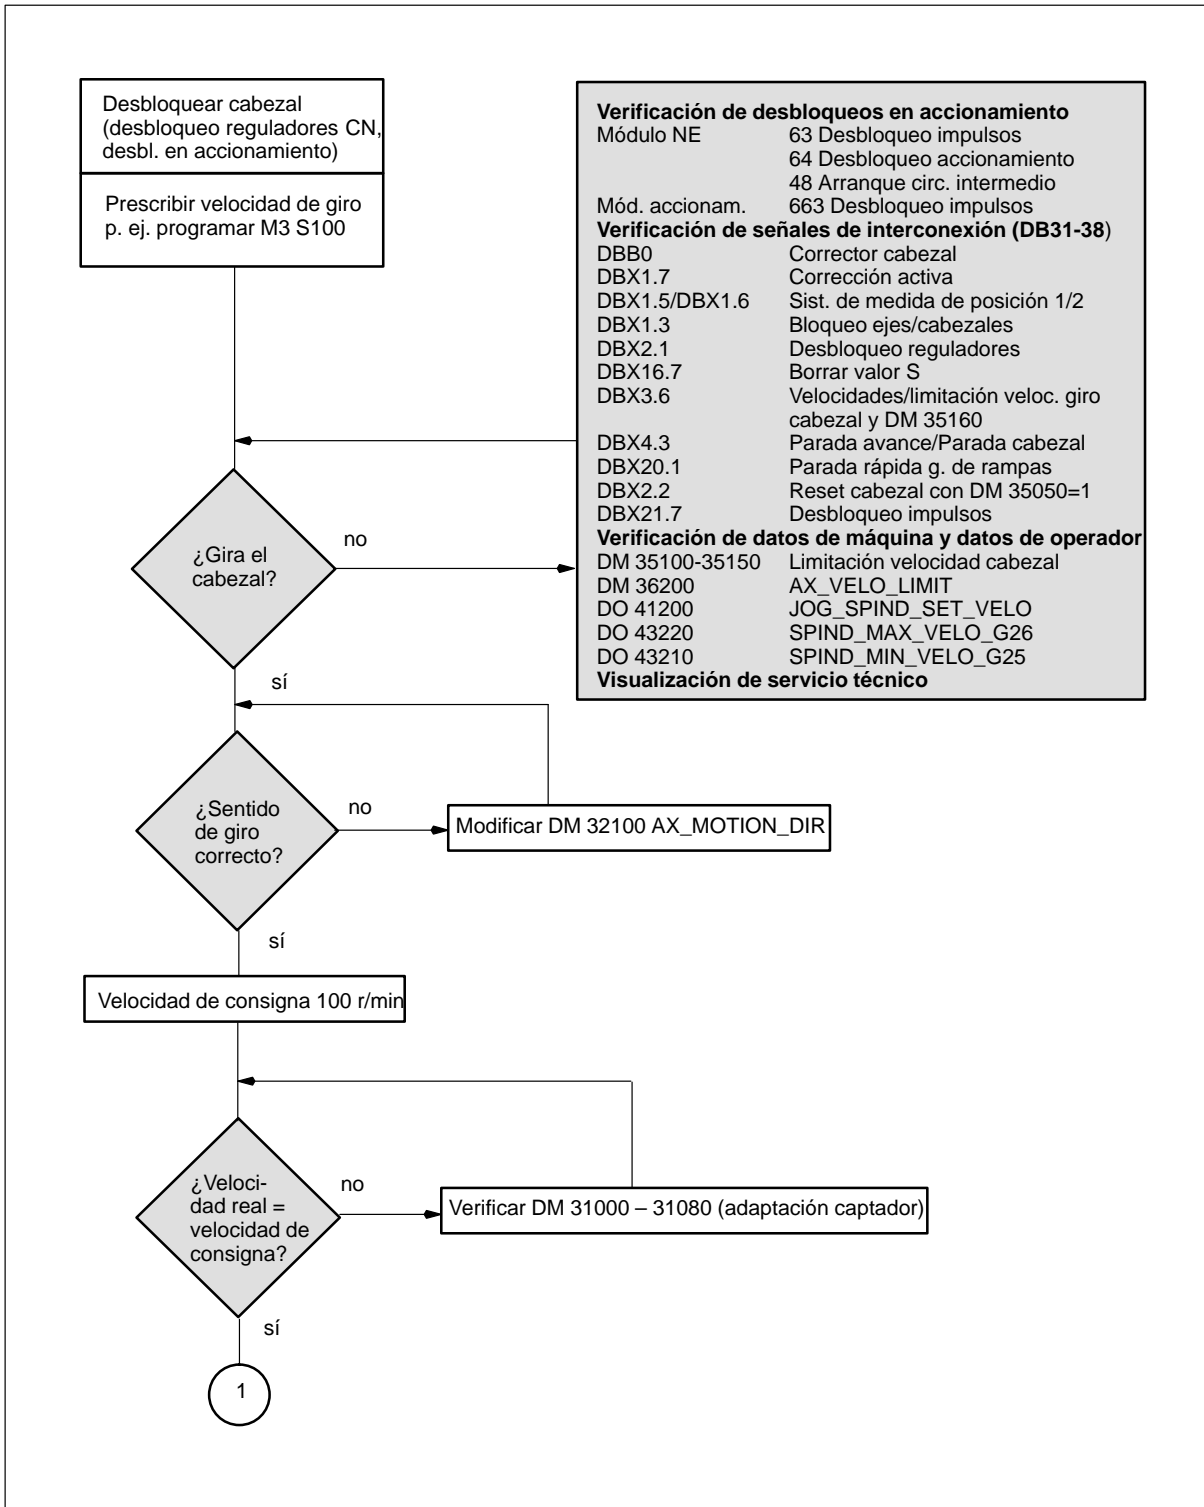 Desbloquear cabezal
(desbloqueo reguladores CN,
desbl. en accionamiento)
Prescribir velocidad de giro
p. ej. programar M3 S100
Verificación de desbloqueos en accionamiento
Módulo NE 63 Desbloqueo impulsos
64 Desbloqueo accionamiento
48 Arranque circ. intermedio
Mód. accionam. 663 Desbloqueo impulsos
Verificación de señales de interconexión (DB31-38)
DBB0 Corrector cabezal
DBX1.7 Corrección activa
DBX1.5/DBX1.6 Sist. de medida de posición 1/2
DBX1.3 Bloqueo ejes/cabezales
DBX2.1 Desbloqueo reguladores
DBX16.7 Borrar valor S
DBX3.6 Velocidades/limitación veloc. giro
cabezal y DM 35160
DBX4.3 Parada avance/Parada cabezal
DBX20.1 Parada rápida g. de rampas
DBX2.2 Reset cabezal con DM 35050=1
DBX21.7 Desbloqueo impulsos
Verificación de datos de máquina y datos de operador
DM 35100-35150 Limitación velocidad cabezal
DM 36200 AX_VELO_LIMIT
DO 41200 JOG_SPIND_SET_VELO
DO 43220 SPIND_MAX_VELO_G26
DO 43210 SPIND_MIN_VELO_G25
Visualización de servicio técnico
¿Gira el
cabezal?
no
sí
¿Sentido
de giro
correcto?
no
Modificar DM 32100 AX_MOTION_DIR
sí
Velocidad de consigna 100 r/min
¿Veloci-
dad real =
velocidad de
consigna?
no
Verificar DM 31000 – 31080 (adaptación captador)
sí
1